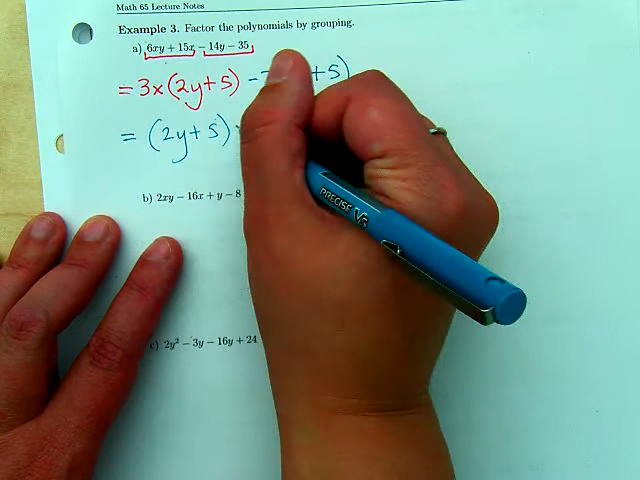 Math 65 Lecture Notes
Example 3. Factor the polynomials by grouping.
a) 6xy + 15x − 14y − 35
= 3x(2y+5) - +5)
= (2y+5)
b) 2xy − 16x + y − 8
c) 2y² − 3y − 16y + 24
PRECISE V5